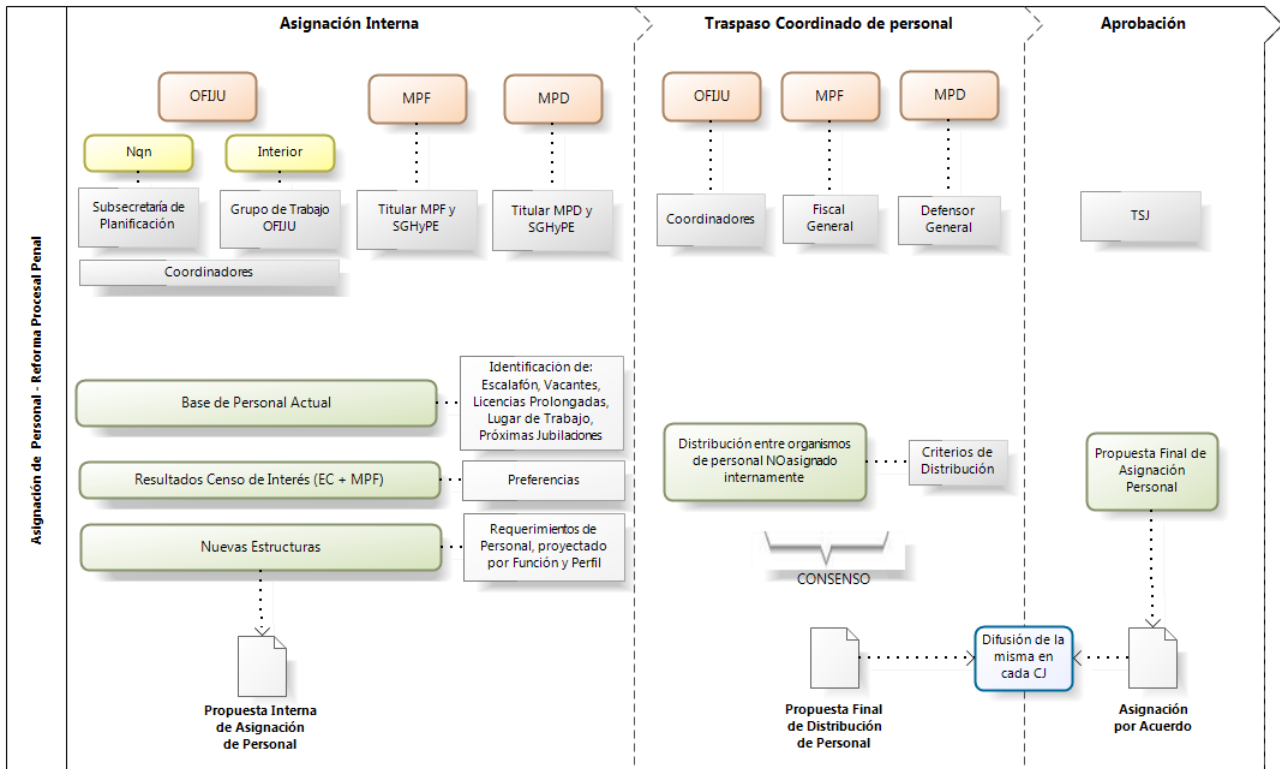 Asignación de Personal - Reforma Procesal Penal
Asignación Interna
Traspaso Coordinado de personal
Aprobación
OFIJU
MPF
MPD
Nqn
Interior
Subsecretaría de
Planificación
Grupo de Trabajo
OFIJU
Titular MPF y
SGHyPE
Titular MPD y
SGHyPE
Coordinadores
OFIJU
MPF
MPD
Coordinadores
Fiscal
General
Defensor
General
TSJ
Base de Personal Actual
Identificación de:
Escalafón, Vacantes,
Licencias Prolongadas,
Lugar de Trabajo,
Próximas Jubilaciones
Resultados Censo de Interés (EC + MPF)
Preferencias
Nuevas Estructuras
Requerimientos de
Personal, proyectado
por Función y Perfil
Propuesta Interna
de Asignación
de Personal
Distribución entre organismos
de personal NOasignado
internamente
Criterios de
Distribución
CONSENSO
Propuesta Final
de Distribución
de Personal
Difusión de la
misma en
cada CJ
Propuesta Final de
Asignación
Personal
Asignación
por Acuerdo